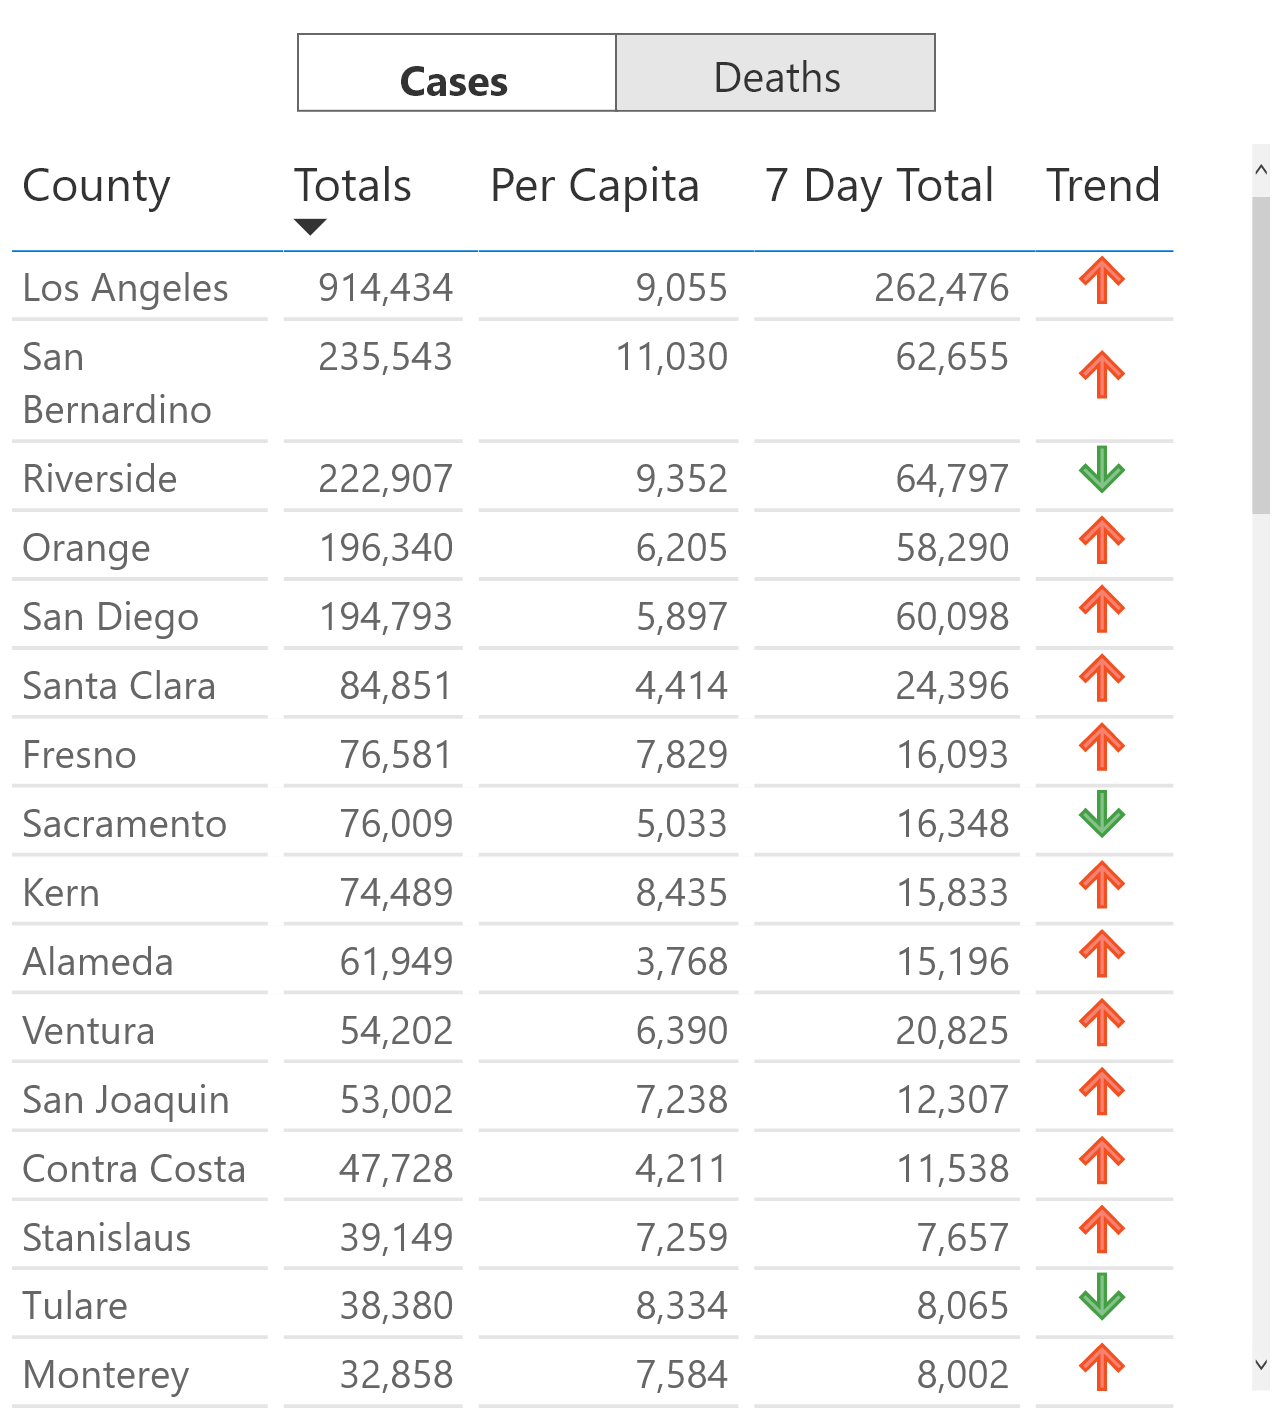 Cases Deaths
County Totals Per Capita 7 Day Total Trend
Los Angeles 914,434 9,055 262,476
San 235,543 11,030 62,655
Bernardino
Riverside 222,907 9,352 64,797
Orange 196,340 6,205 58,290
San Diego 194,793 5,897 60,098
Santa Clara 84,851 4,414 24,396
Fresno 76,581 7,829 16,093
Sacramento 76,009 5,033 16,348
Kern 74,489 8,435 15,833
Alameda 61,949 3,768 15,196
Ventura 54,202 6,390 20,825
San Joaquin 53,002 7,238 12,307
Contra Costa 47,728 4,211 11,538
Stanislaus 39,149 7,259 7,657
Tulare 38,380 8,334 8,065
Monterey 32,858 7,584 8,002